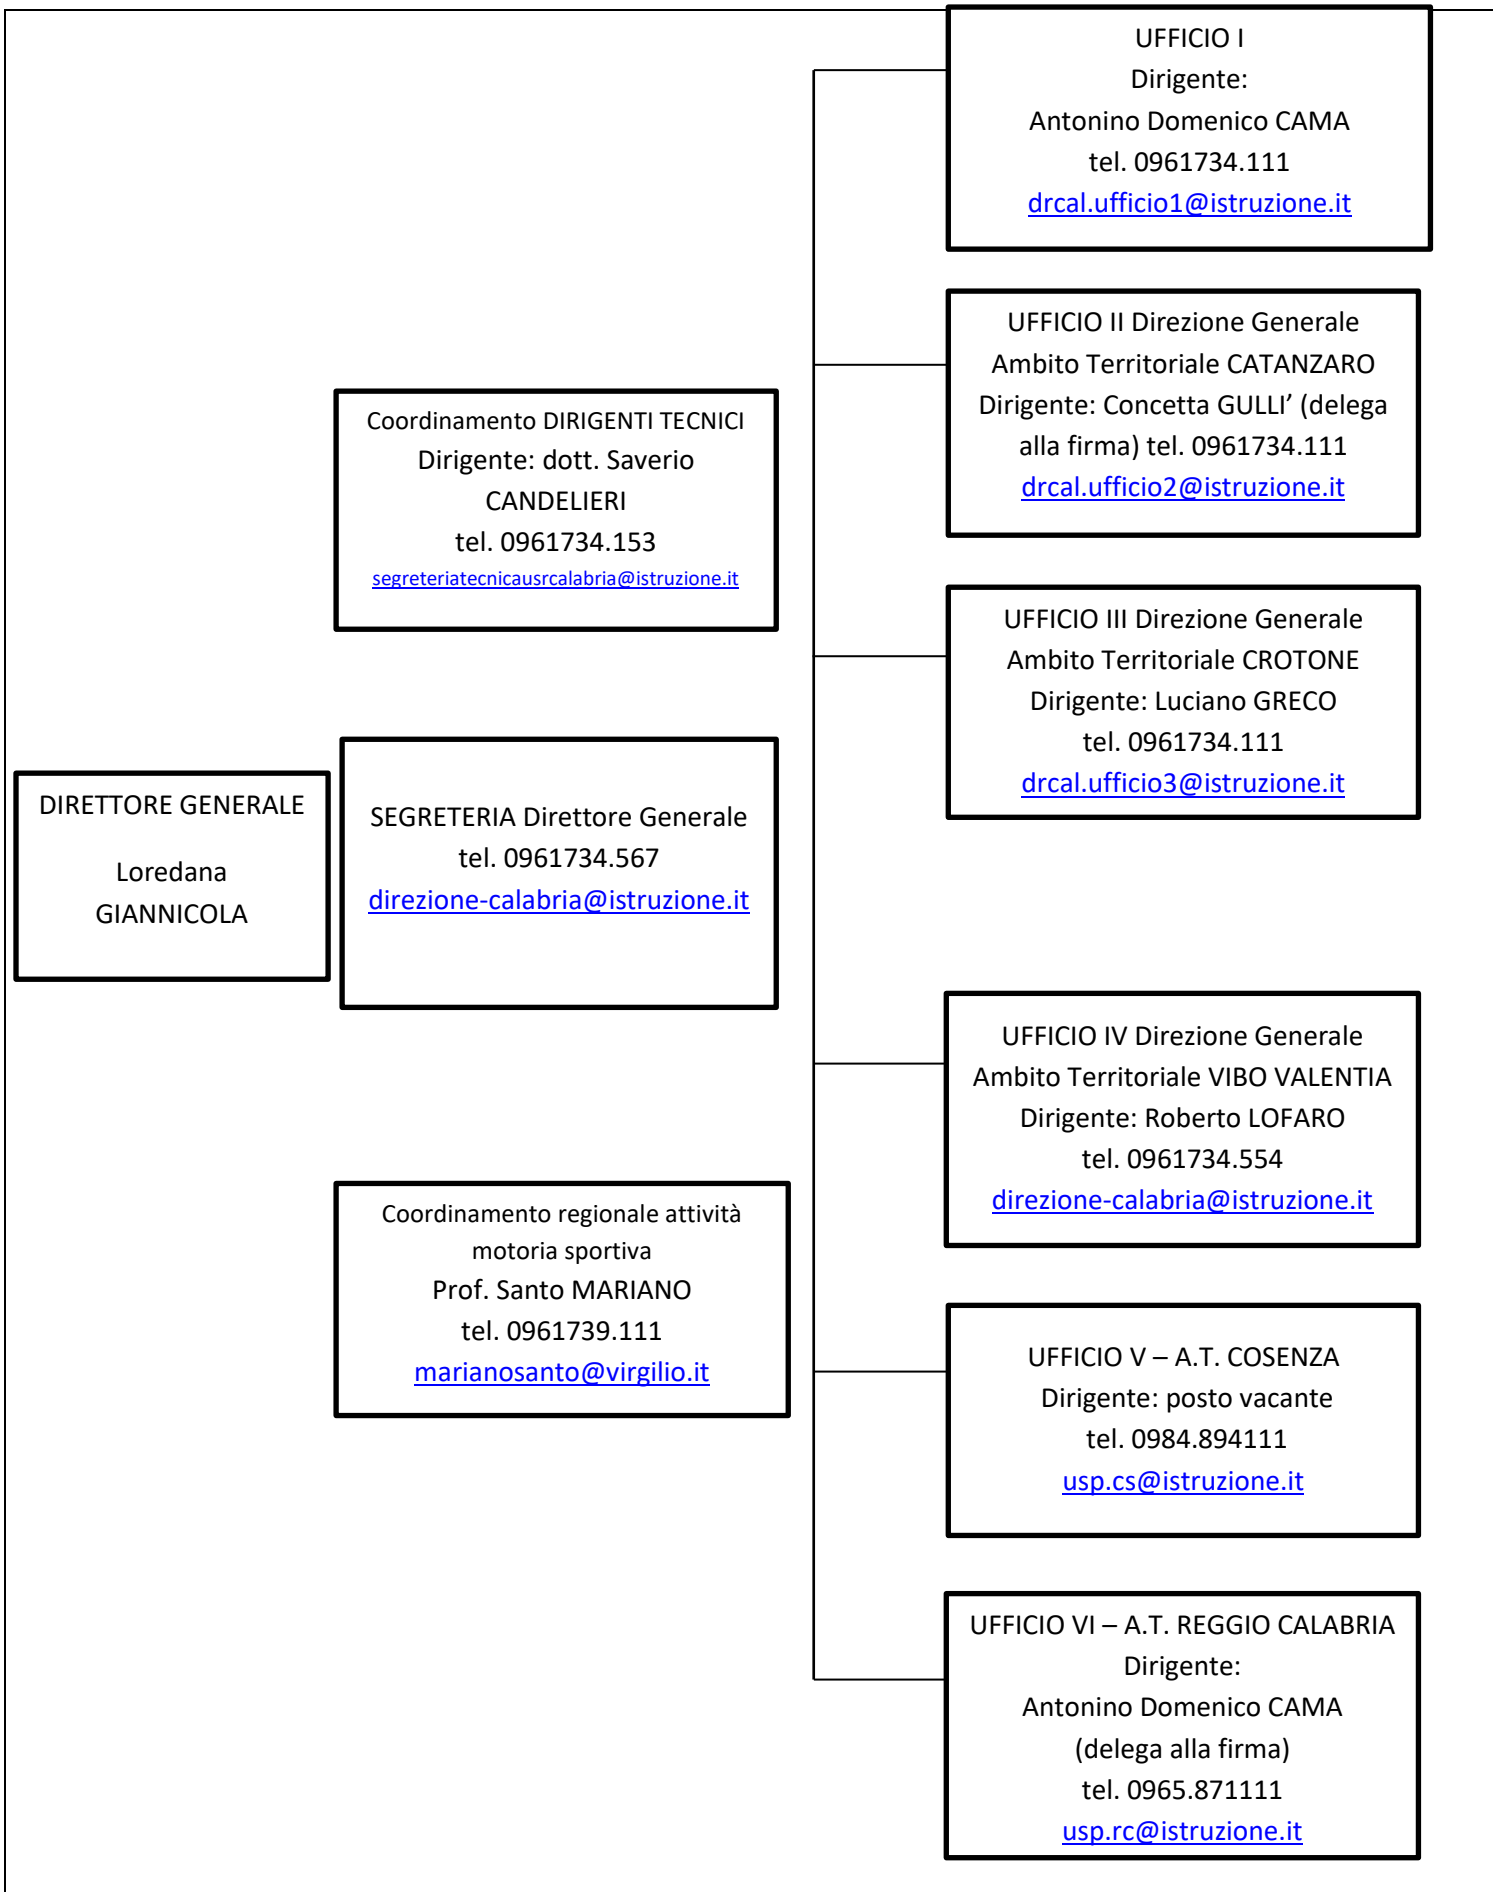 DIRETTORE GENERALE
Loredana
GIANNICOLA
Coordinamento DIRIGENTI TECNICI
Dirigente: dott. Saverio
CANDELIERI
tel. 0961734.153
segreteriatecnicausrcalabria@istruzione.it
SEGRETERIA Direttore Generale
tel. 0961734.567
direzione-calabria@istruzione.it
Coordinamento regionale attività
motoria sportiva
Prof. Santo MARIANO
tel. 0961739.111
marianosanto@virgilio.it
UFFICIO I
Dirigente:
Antonino Domenico CAMA
tel. 0961734.111
drcal.ufficio1@istruzione.it
UFFICIO II Direzione Generale
Ambito Territoriale CATANZARO
Dirigente: Concetta GULLI’ (delega
alla firma) tel. 0961734.111
drcal.ufficio2@istruzione.it
UFFICIO III Direzione Generale
Ambito Territoriale CROTONE
Dirigente: Luciano GRECO
tel. 0961734.111
drcal.ufficio3@istruzione.it
UFFICIO IV Direzione Generale
Ambito Territoriale VIBO VALENTIA
Dirigente: Roberto LOFARO
tel. 0961734.554
direzione-calabria@istruzione.it
UFFICIO V – A.T. COSENZA
Dirigente: posto vacante
tel. 0984.894111
usp.cs@istruzione.it
UFFICIO VI – A.T. REGGIO CALABRIA
Dirigente:
Antonino Domenico CAMA
(delega alla firma)
tel. 0965.871111
usp.rc@istruzione.it